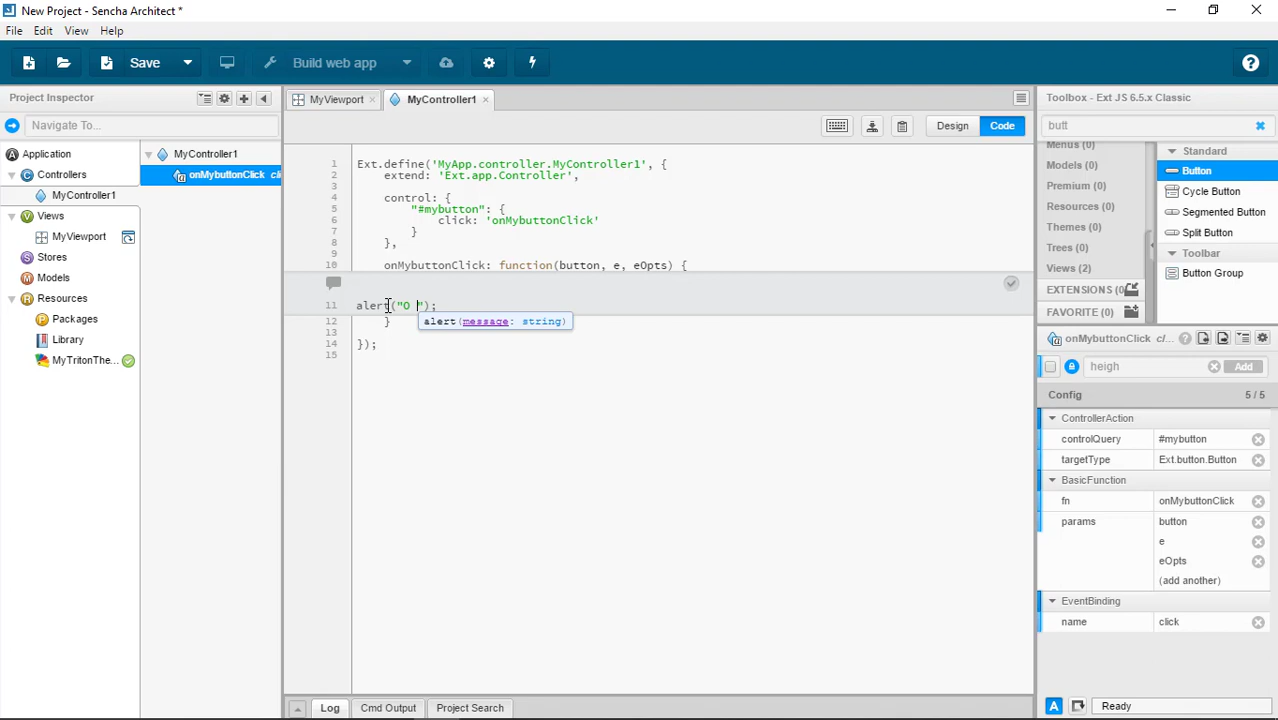 New Project - Sencha Architect *
File Edit View Help
Save Build web app
Project Inspector
Navigate To...
Application
Controllers
MyController1
Views
MyViewport
Stores
Models
Resources
Packages
Library
MyTritonThe...
MyController1
onMybuttonClick cli
MyViewport × MyController1 ×
Design Code
1 Ext.define('MyApp.controller.MyController1', {
2 extend: 'Ext.app.Controller',
3
4 control: {
5 "#mybutton": {
6 click: 'onMybuttonClick'
7 }
8 },
9
10 onMybuttonClick: function(button, e, eOpts) {
11 alert("O ");
alert(message: string)
12 }
13
14 });
15
Log Cmd Output Project Search
Toolbox - Ext JS 6.5.x Classic
butt
Menus (0)
Models (0)
Premium (0)
Resources (0)
Themes (0)
Trees (0)
Views (2)
EXTENSIONS (0)
FAVORITE (0)
Standard
Button
Cycle Button
Segmented Button
Split Button
Toolbar
Button Group
onMybuttonClick cl...
heigh Add
Config 5 / 5
ControllerAction
controlQuery #mybutton
targetType Ext.button.Button
BasicFunction
fn onMybuttonClick
params button
e
eOpts
(add another)
EventBinding
name click
A Ready